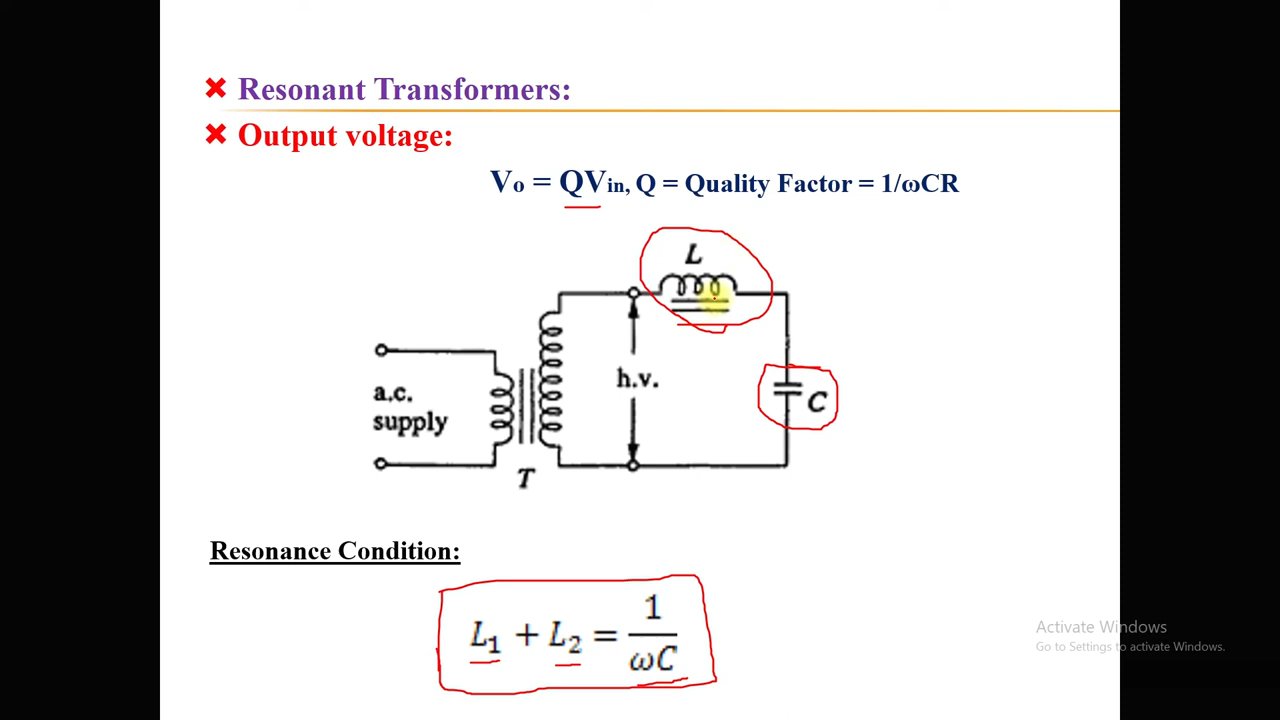 Resonant Transformers:
Output voltage:
Vo = QVin, Q = Quality Factor = 1/ωCR
L
h.v.
C
a.c.
supply
T
Resonance Condition:
L₁ + L₂ = 1/ωC
Activate Windows
Go to Settings to activate Windows.